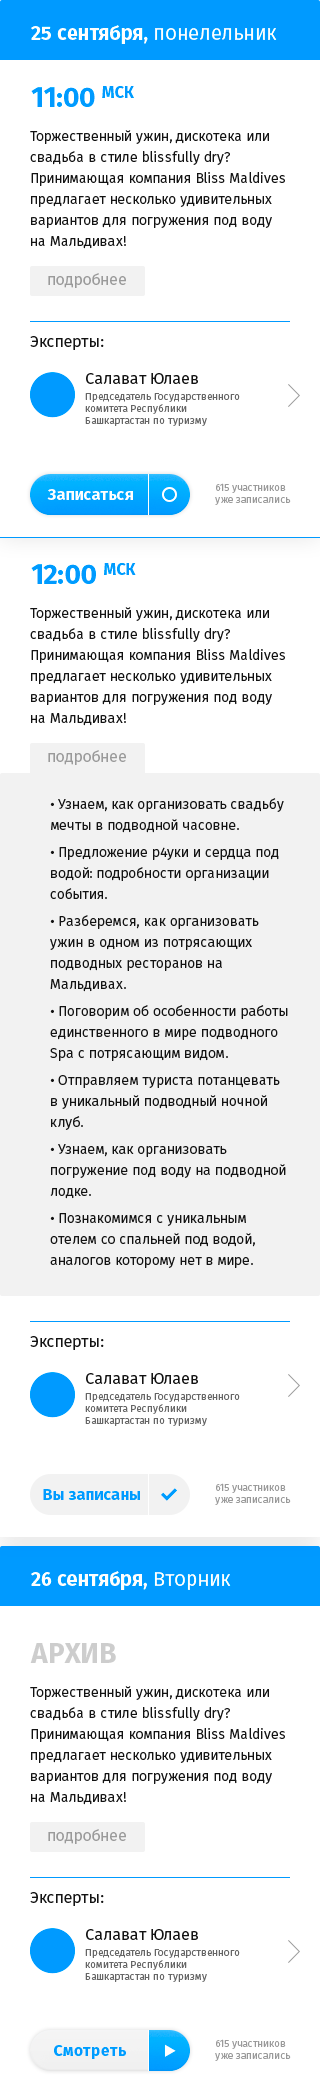 25 сентября, понелельник
11:00 МСК
Торжественный ужин, дискотека или
свадьба в стиле blissfully dry?
Принимающая компания Bliss Maldives
предлагает несколько удивительных
вариантов для погружения под воду
на Мальдивах!
подробнее
Эксперты:
Салават Юлаев
Председатель Государственного
комитета Республики
Башкартастан по туризму
Записаться
615 участников
уже записались
12:00 МСК
Торжественный ужин, дискотека или
свадьба в стиле blissfully dry?
Принимающая компания Bliss Maldives
предлагает несколько удивительных
вариантов для погружения под воду
на Мальдивах!
подробнее
• Узнаем, как организовать свадьбу
мечты в подводной часовне.
• Предложение р4уки и сердца под
водой: подробности организации
события.
• Разберемся, как организовать
ужин в одном из потрясающих
подводных ресторанов на
Мальдивах.
• Поговорим об особенности работы
единственного в мире подводного
Spa с потрясающим видом.
• Отправляем туриста потанцевать
в уникальный подводный ночной
клуб.
• Узнаем, как организовать
погружение под воду на подводной
лодке.
• Познакомимся с уникальным
отелем со спальней под водой,
аналогов которому нет в мире.
Эксперты:
Салават Юлаев
Председатель Государственного
комитета Республики
Башкартастан по туризму
Вы записаны
615 участников
уже записались
26 сентября, Вторник
АРХИВ
Торжественный ужин, дискотека или
свадьба в стиле blissfully dry?
Принимающая компания Bliss Maldives
предлагает несколько удивительных
вариантов для погружения под воду
на Мальдивах!
подробнее
Эксперты:
Салават Юлаев
Председатель Государственного
комитета Республики
Башкартастан по туризму
Смотреть
615 участников
уже записались